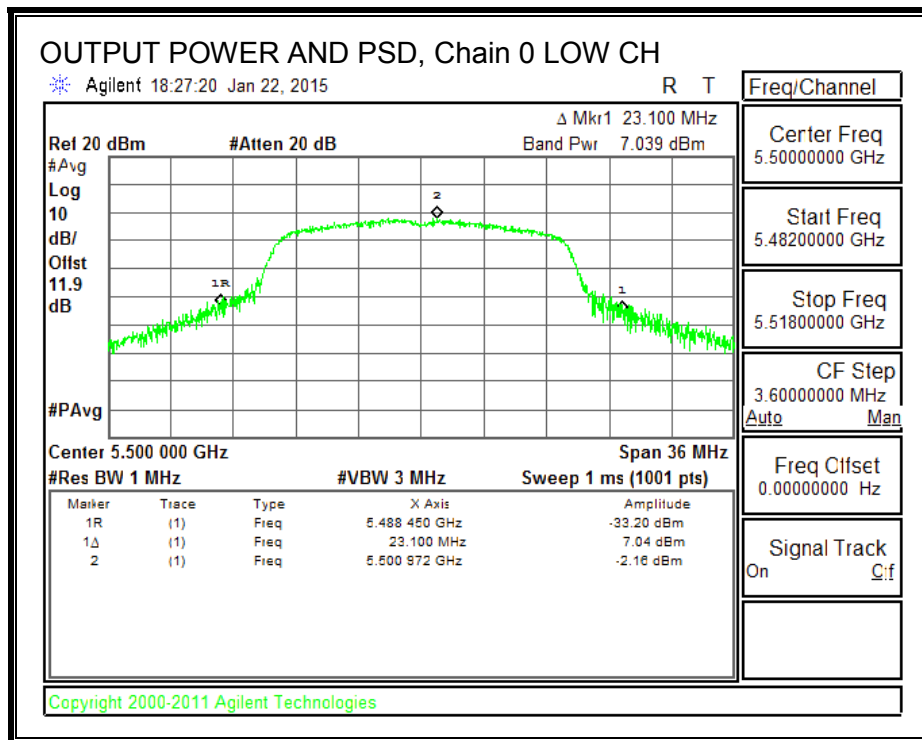 OUTPUT POWER AND PSD, Chain 0 LOW CH
Agilent 18:27:20 Jan 22, 2015 R T
Δ Mkr1 23.100 MHz
Ref 20 dBm #Atten 20 dB Band Pwr 7.039 dBm
#Avg
Log
10
dB/
Offst
11.9
dB
2
1R
1
#PAvg
Center 5.500 000 GHz Span 36 MHz
#Res BW 1 MHz #VBW 3 MHz Sweep 1 ms (1001 pts)
Marker Trace Type X Axis Amplitude
1R (1) Freq 5.488 450 GHz -33.20 dBm
1Δ (1) Freq 23.100 MHz 7.04 dBm
2 (1) Freq 5.500 972 GHz -2.16 dBm
Freq/Channel
Center Freq
5.50000000 GHz
Start Freq
5.48200000 GHz
Stop Freq
5.51800000 GHz
CF Step
3.60000000 MHz
Auto Man
Freq Offset
0.00000000 Hz
Signal Track
On Off
Copyright 2000-2011 Agilent Technologies